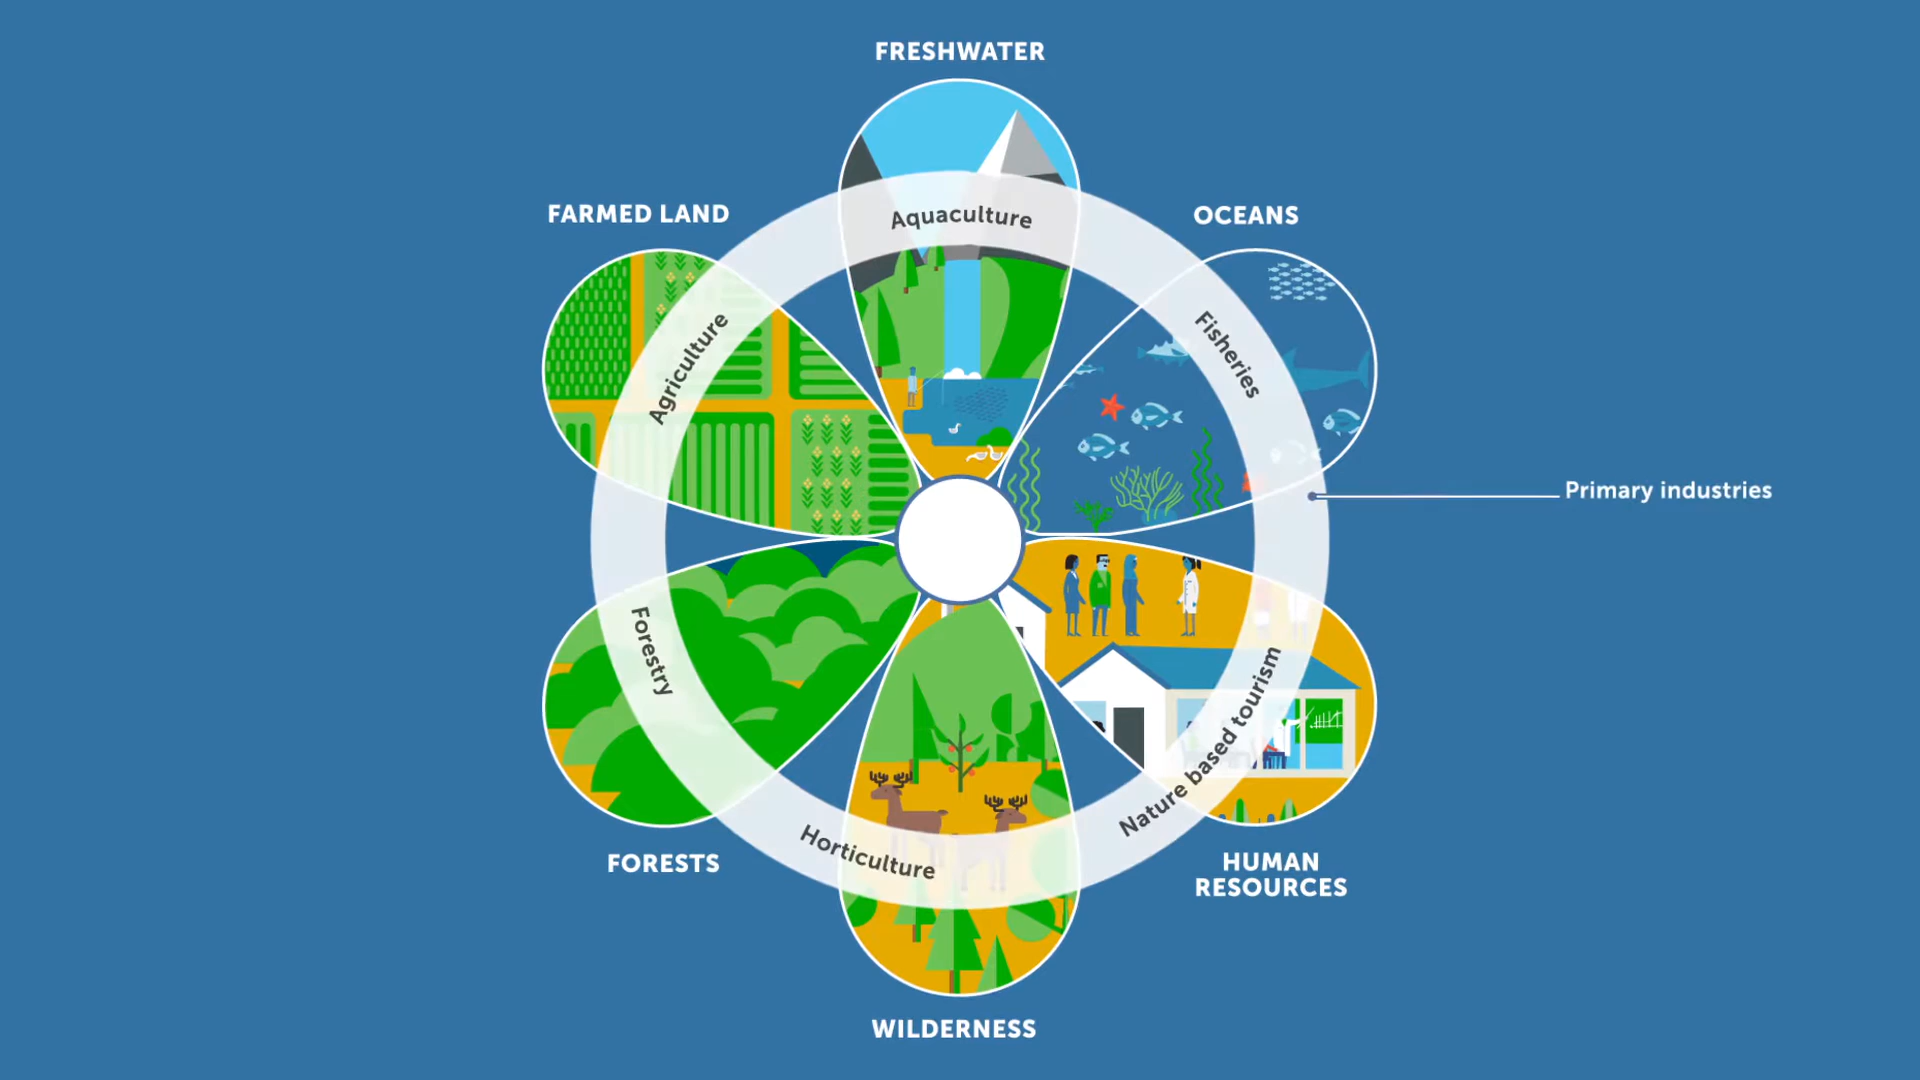 FRESHWATER
FARMED LAND
OCEANS
Aquaculture
Agriculture
Fisheries
Primary industries
Forestry
Nature based tourism
Horticulture
FORESTS
HUMAN
RESOURCES
WILDERNESS